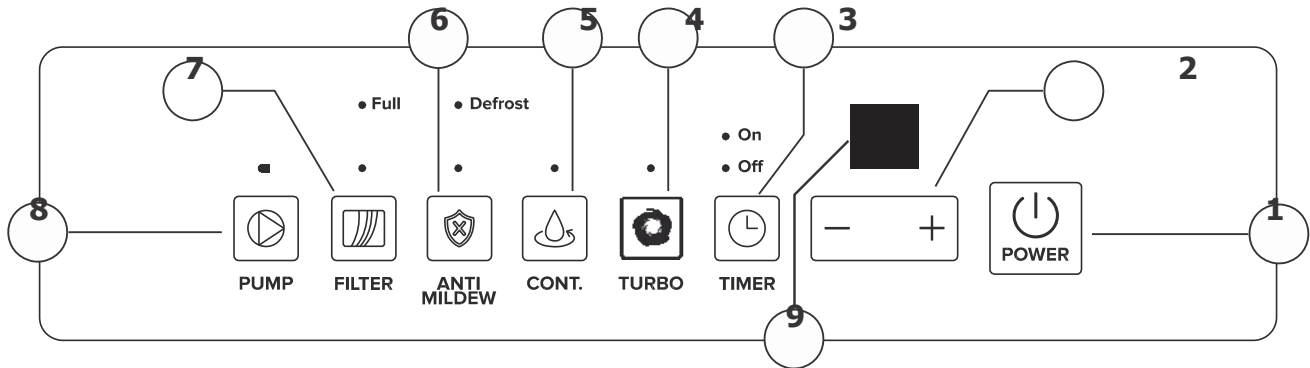 6 5 4 3
7 2
Full Defrost
On
Off
8 1
− +
POWER
PUMP FILTER ANTI MILDEW CONT. TURBO TIMER
9